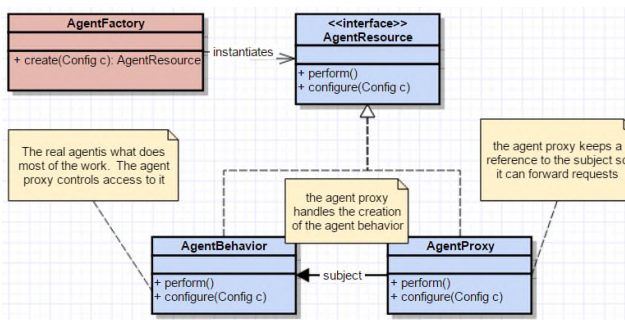 AgentFactory
+ create(Config c): AgentResource
instantiates
<<interface>>
AgentResource
+ perform()
+ configure(Config c)
The real agentis what does
most of the work. The agent
proxy controls access to it
the agent proxy
handles the creation
of the agent behavior
the agent proxy keeps a
reference to the subject so
it can forward requests
AgentBehavior
+ perform()
+ configure(Config c)
subject
AgentProxy
+ perform()
+ configure(Config c)